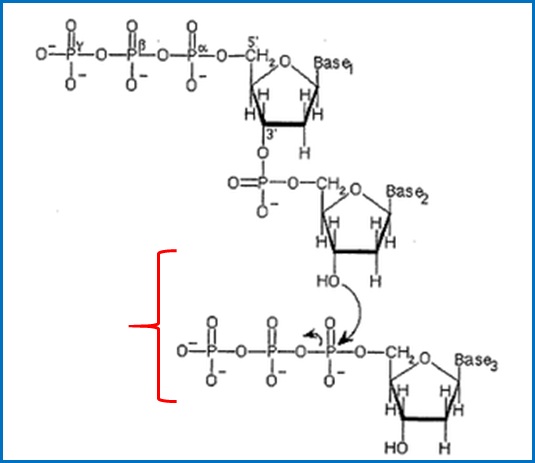 O O O 5'
⁻O–P γ–O–P β–O–P α–O–CH₂ O Base₁
O⁻ O⁻ O⁻ H H
3' H
O
O=P–O–CH₂ O Base₂
O⁻ H H
HO H
O O O
⁻O–P–O–P–O–P–O–CH₂ O Base₃
O⁻ O⁻ O⁻ H H
HO H